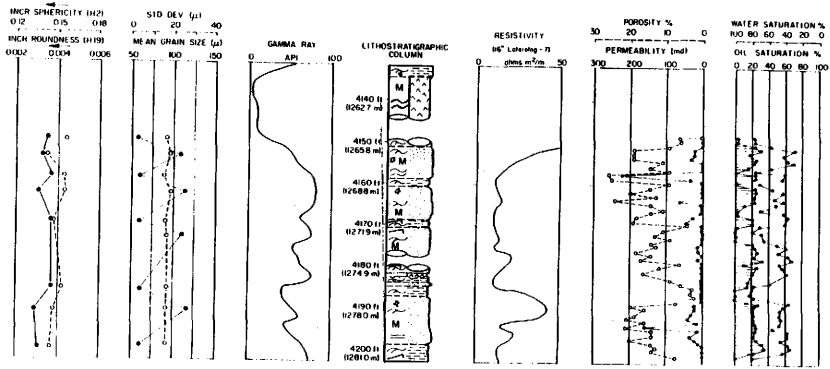 INCR SPHERICITY (H2)
0.12 0.15 0.18
INCR ROUNDNESS (H19)
0.002 0.004 0.006
STD DEV (μ)
0 20 40
MEAN GRAIN SIZE (μ)
50 100 150
GAMMA RAY
API
0 100
LITHOSTRATIGRAPHIC
COLUMN
M
4140 ft
(1262.7 m)
4150 ft
(1265.8 m)
M
4160 ft
(1268.8 m)
M
4170 ft
(1271.9 m)
M
4180 ft
(1274.9 m)
4190 ft
(1278.0 m)
M
4200 ft
(1281.0 m)
RESISTIVITY
(16" Laterolog - 7)
ohms m²/m
0 50
POROSITY %
30 20 10 0
PERMEABILITY (md)
300 200 100 0
WATER SATURATION %
100 80 60 40 20 0
OIL SATURATION %
0 20 40 60 80 100